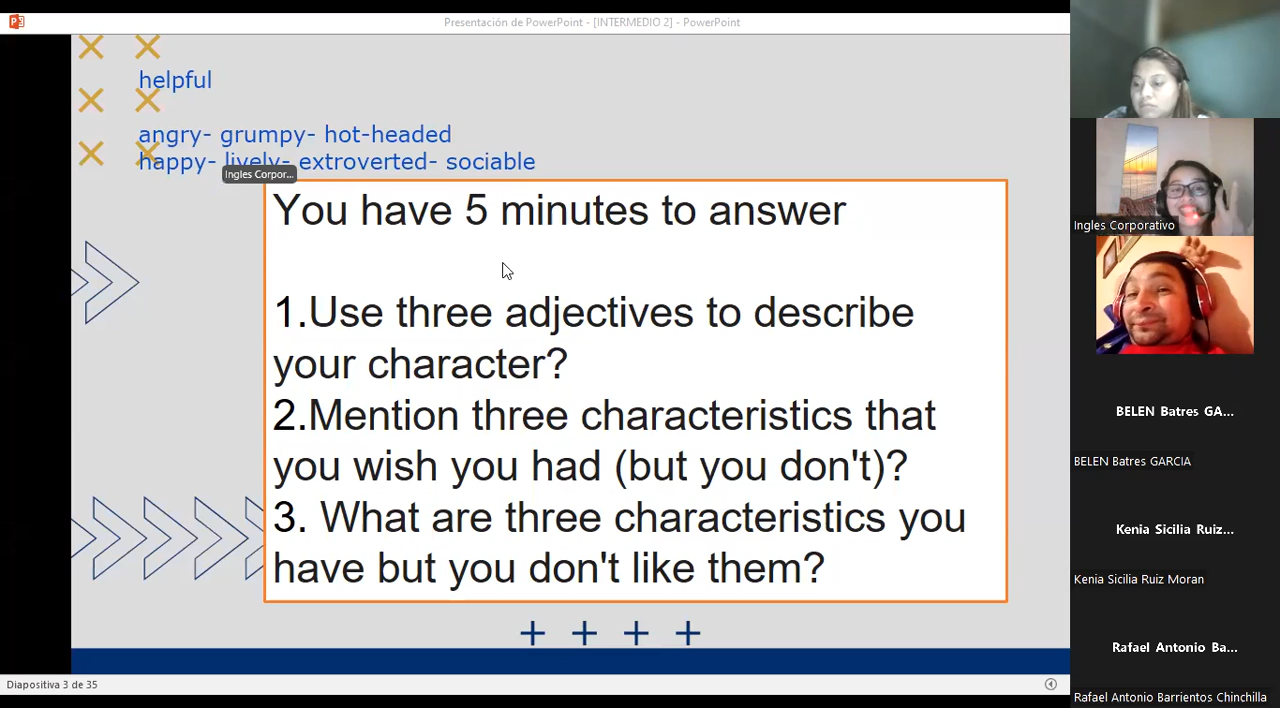 Presentación de PowerPoint - [INTERMEDIO 2] - PowerPoint
helpful
angry- grumpy- hot-headed
happy- lively- extroverted- sociable
Ingles Corpor...
You have 5 minutes to answer
1.Use three adjectives to describe
your character?
2.Mention three characteristics that
you wish you had (but you don't)?
3. What are three characteristics you
have but you don't like them?
Diapositiva 3 de 35
Ingles Corporativo
BELEN Batres GA...
BELEN Batres GARCIA
Kenia Sicilia Ruiz...
Kenia Sicilia Ruiz Moran
Rafael Antonio Ba...
Rafael Antonio Barrientos Chinchilla